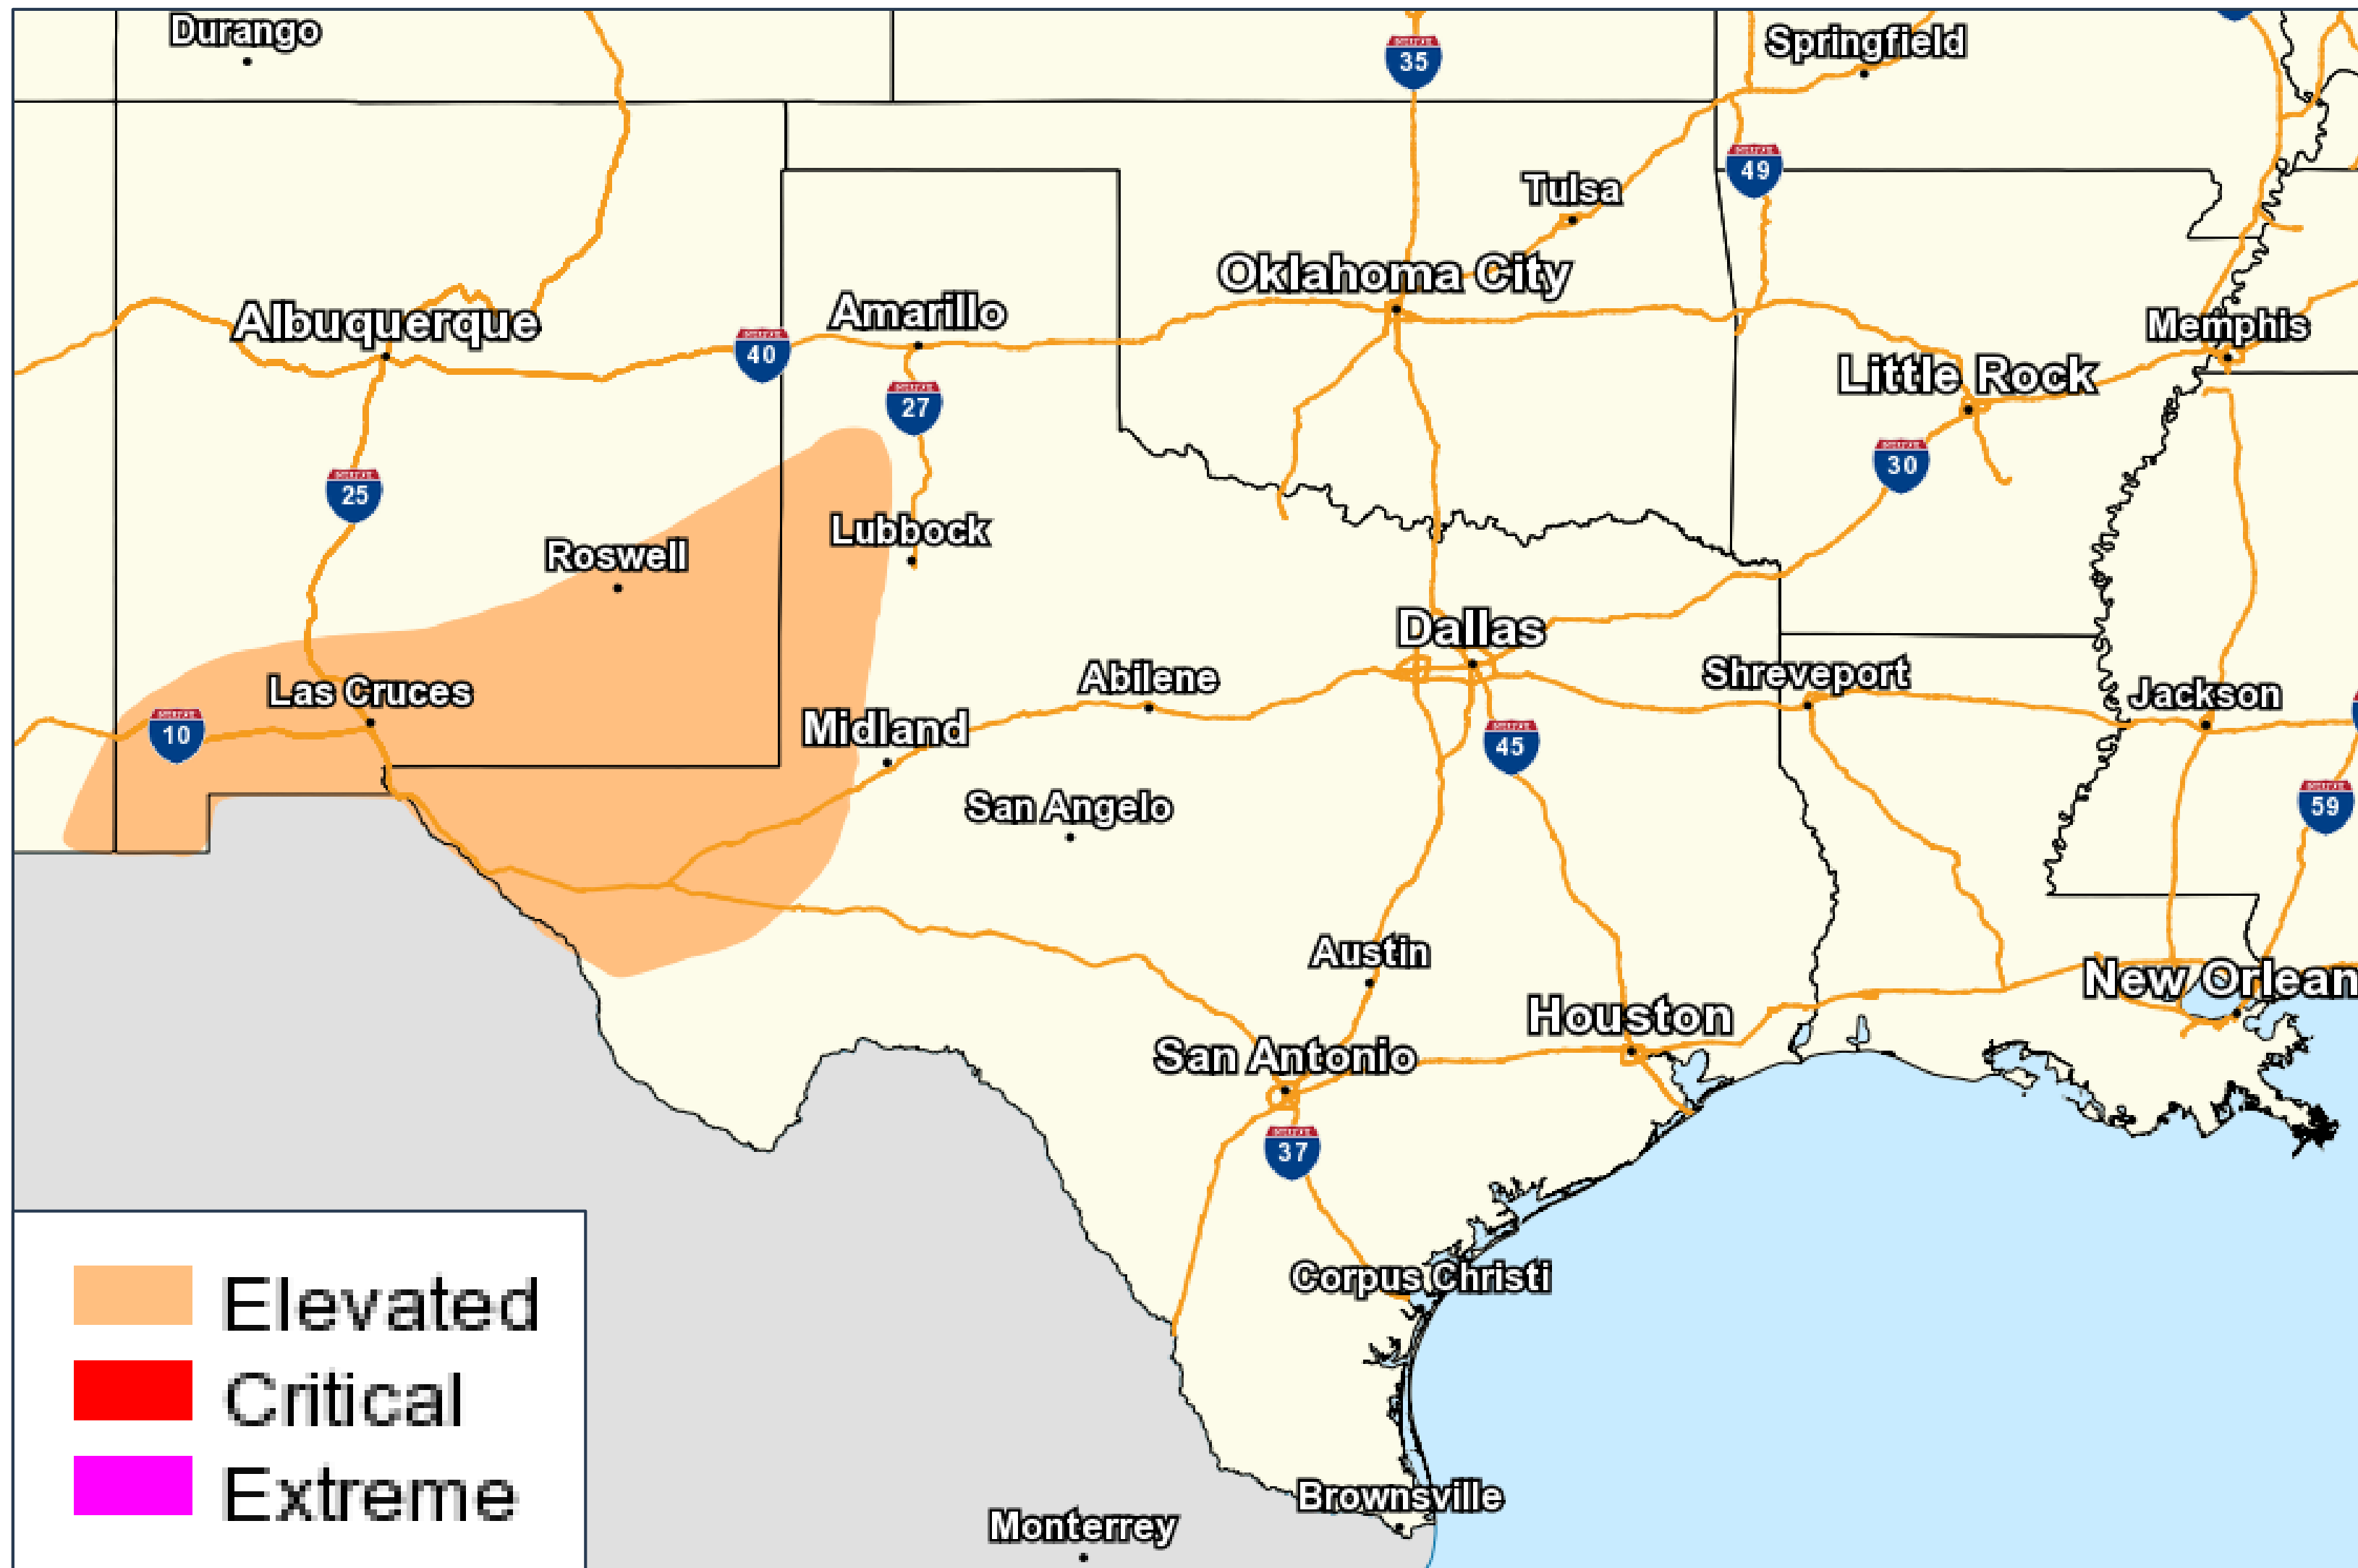 Durango
Springfield
35
49
Tulsa
Oklahoma City
Albuquerque
Amarillo
40
Memphis
Little Rock
27
30
25
Lubbock
Roswell
Dallas
Abilene
Shreveport
Las Cruces
Jackson
10
Midland
45
San Angelo
59
Austin
New Orlean
Houston
San Antonio
37
Corpus Christi
Brownsville
Monterrey
Elevated
Critical
Extreme